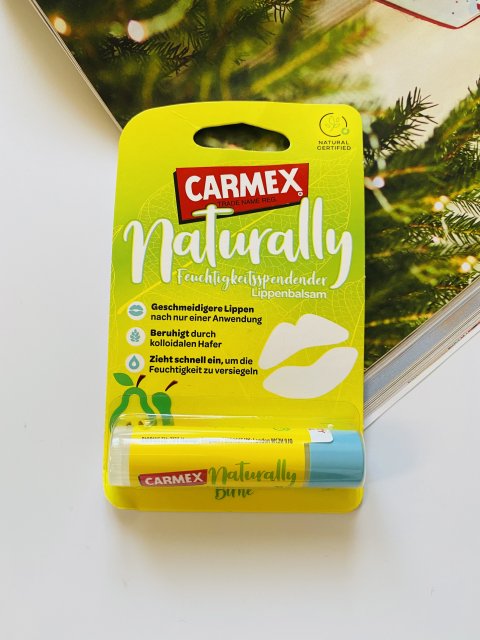 NATURAL
CERTIFIED
CARMEX
TRADE NAME REG.
Naturally
Feuchtigkeitsspendender
Lippenbalsam
Geschmeidigere Lippen
nach nur einer Anwendung
Beruhigt durch
kolloidalen Hafer
Zieht schnell ein, um die
Feuchtigkeit zu versiegeln
London
CARMEX Naturally
Birne